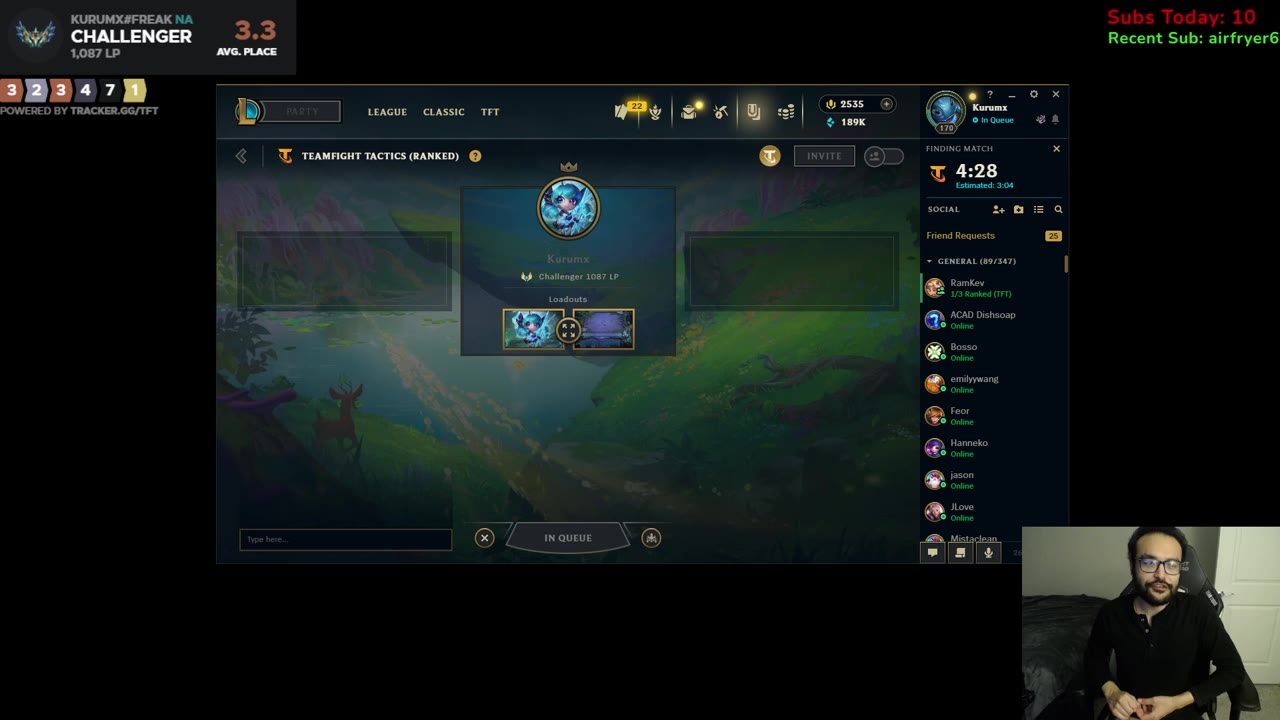 KURUMX#FREAK NA
CHALLENGER
1,087 LP
3.3
AVG. PLACE
3 2 3 4 7 1
POWERED BY TRACKER.GG/TFT
Subs Today: 10
Recent Sub: airfryer6
PARTY
LEAGUE CLASSIC TFT
22
2535
189K
170
Kurumx
In Queue
TEAMFIGHT TACTICS (RANKED)
INVITE
FINDING MATCH
4:28
Estimated: 3:04
SOCIAL
Friend Requests 25
GENERAL (89/347)
RamKev
1/3 Ranked (TFT)
ACAD Dishsoap
Online
Bosso
Online
emilyywang
Online
Feor
Online
Hanneko
Online
jason
Online
JLove
Online
Mistaclean
Kurumx
Challenger 1087 LP
Loadouts
Type here...
IN QUEUE